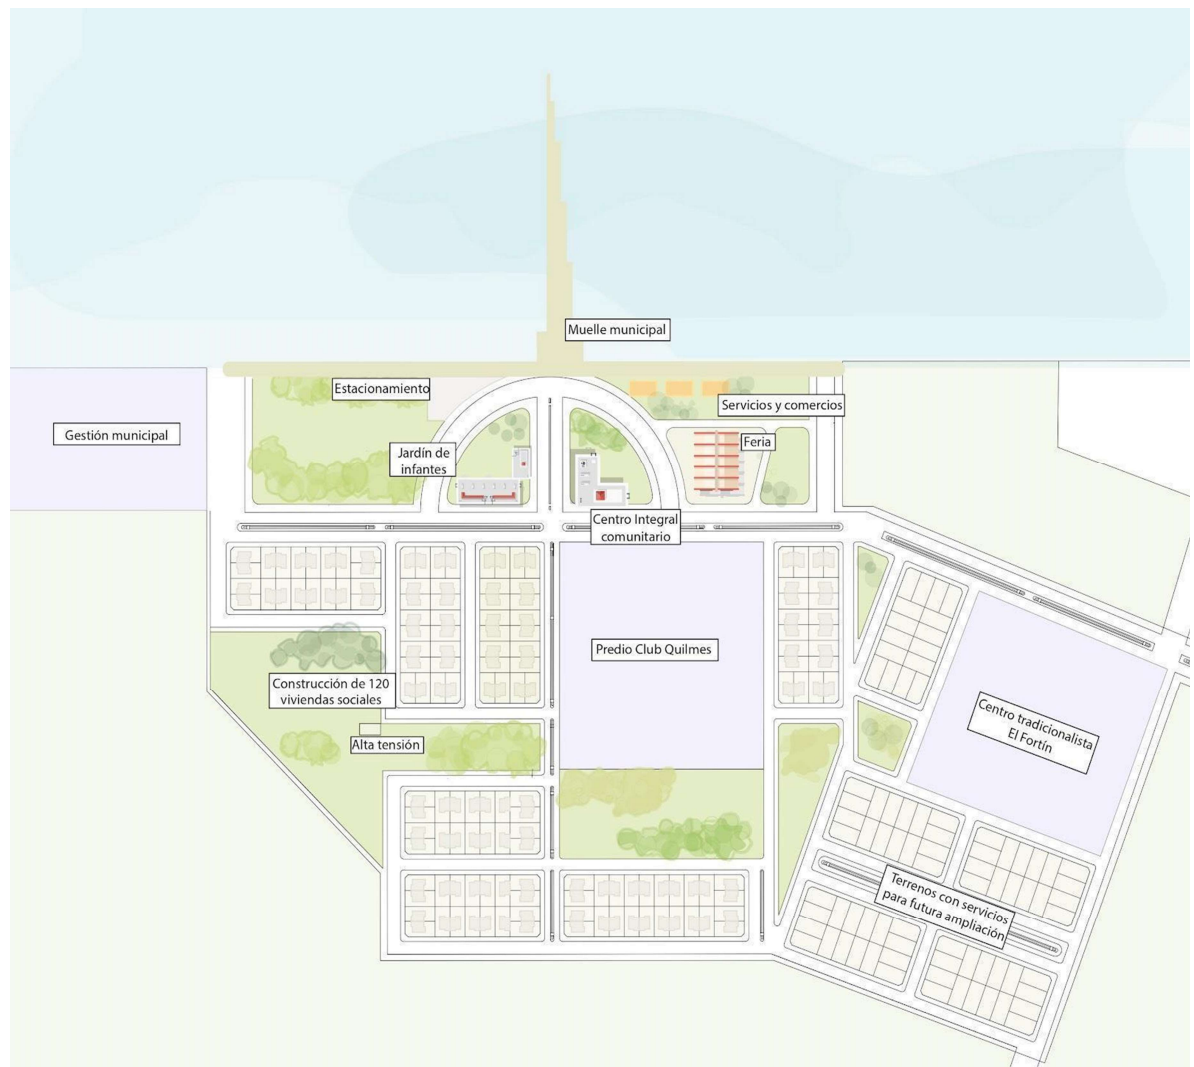 Muelle municipal
Estacionamiento
Servicios y comercios
Gestión municipal
Feria
Jardín de
infantes
Centro Integral
comunitario
Predio Club Quilmes
Construcción de 120
viviendas sociales
Centro tradicionalista
El Fortín
Alta tensión
Terrenos con servicios
para futura ampliación